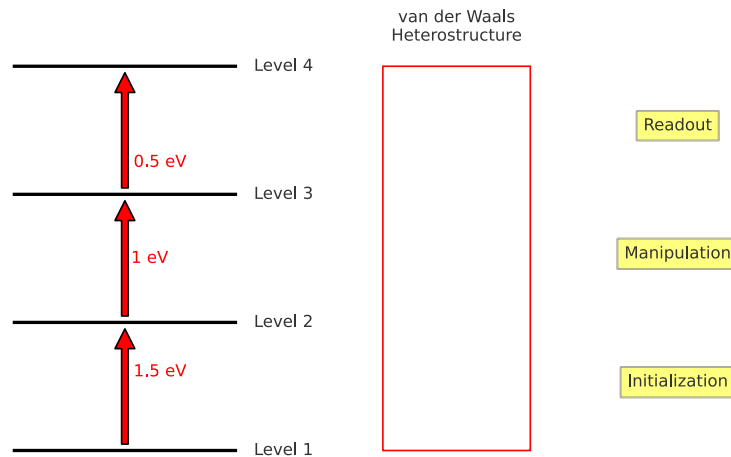 van der Waals
Heterostructure
Level 4
Readout
0.5 eV
Level 3
Manipulation
1 eV
Level 2
1.5 eV
Initialization
Level 1